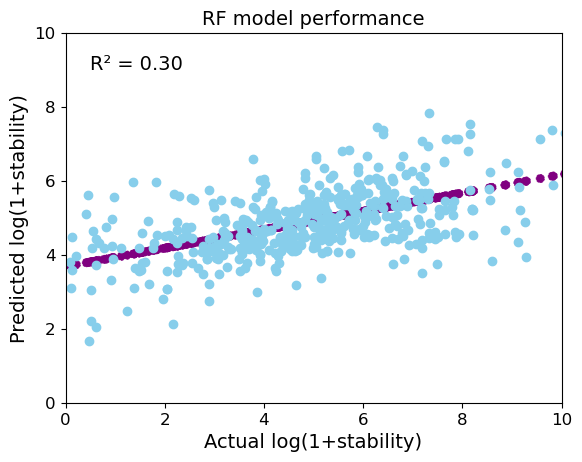 RF model performance
R² = 0.30
Predicted log(1+stability)
10
8
6
4
2
0
0 2 4 6 8 10
Actual log(1+stability)